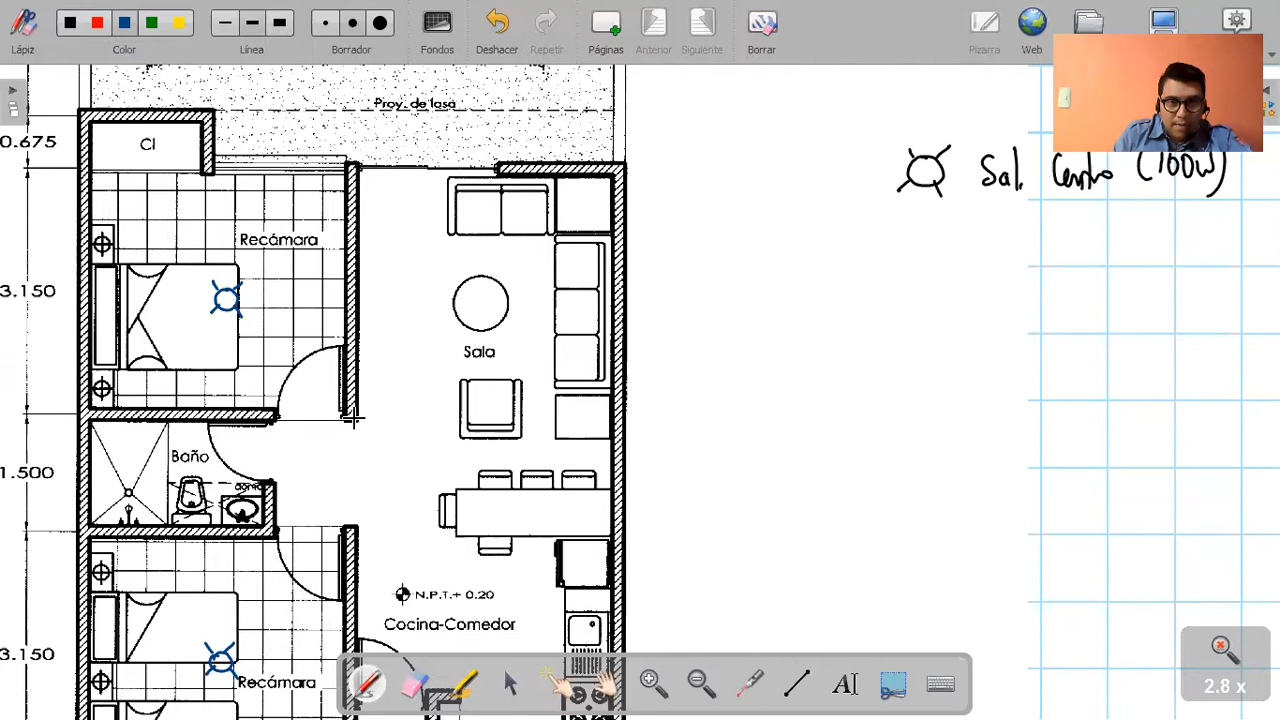 Lápiz
Color
Línea
Borrador
Fondos
Deshacer
Repetir
Páginas
Anterior
Siguiente
Borrar
Pizarra
Web
Proy. de losa
0.675
Cl
Sal. Centro (100W)
Recámara
3.150
Sala
Baño
1.500
N.P.T.+ 0.20
Cocina-Comedor
3.150
Recámara
AI
2.8 x